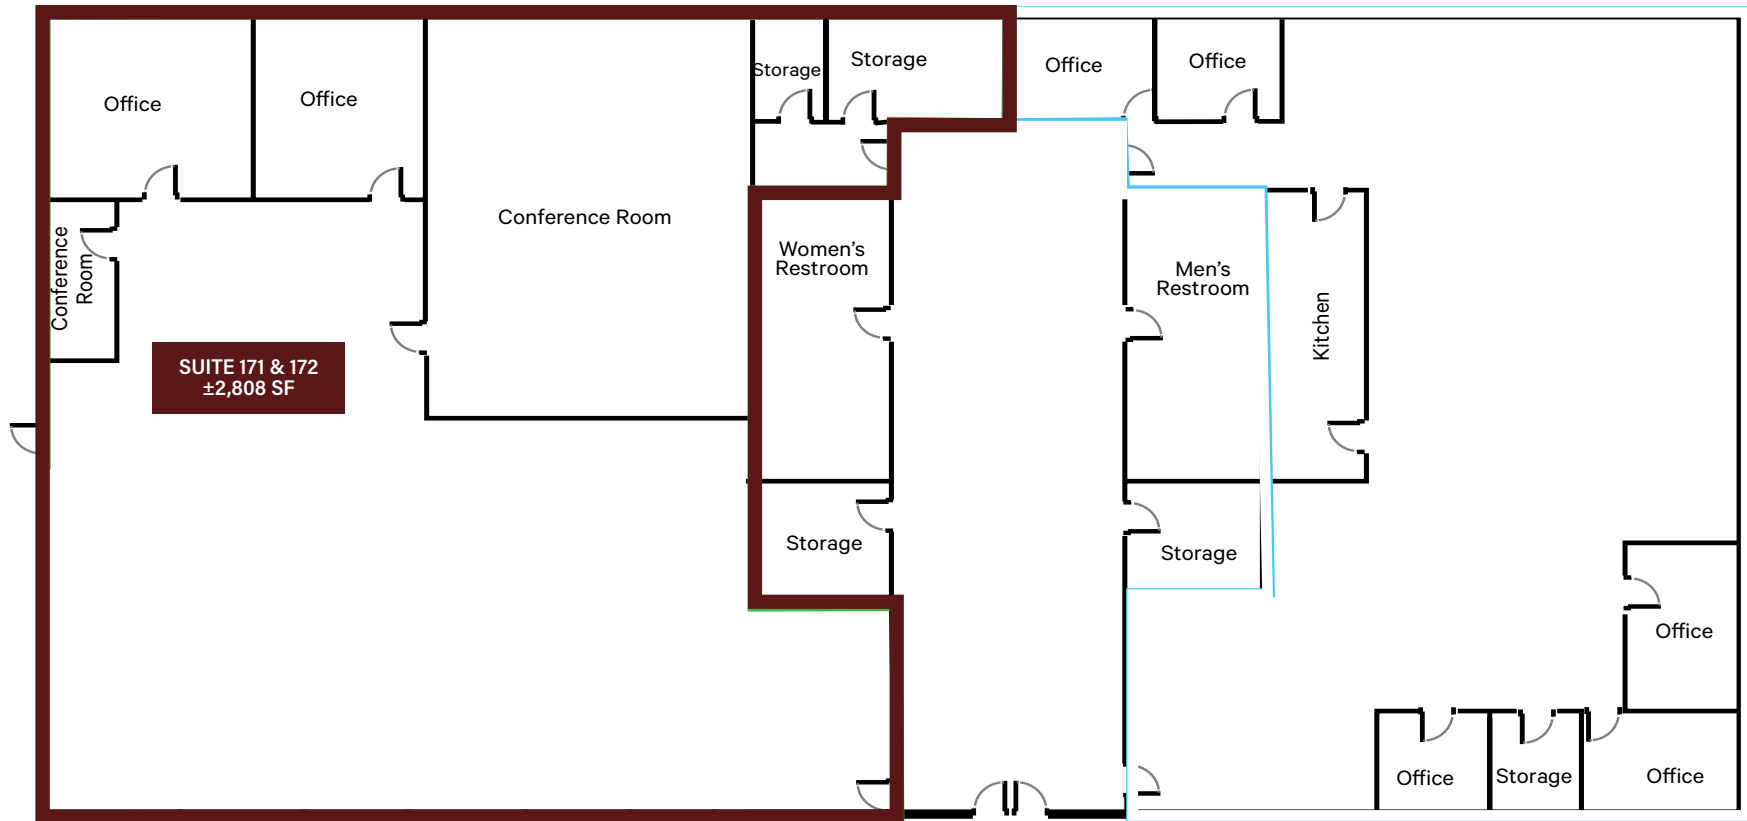 Office
Office
Storage
Storage
Office
Office
Conference Room
Conference
Room
Women’s
Restroom
Men’s
Restroom
Kitchen
SUITE 171 & 172
±2,808 SF
Storage
Storage
Office
Office
Storage
Office